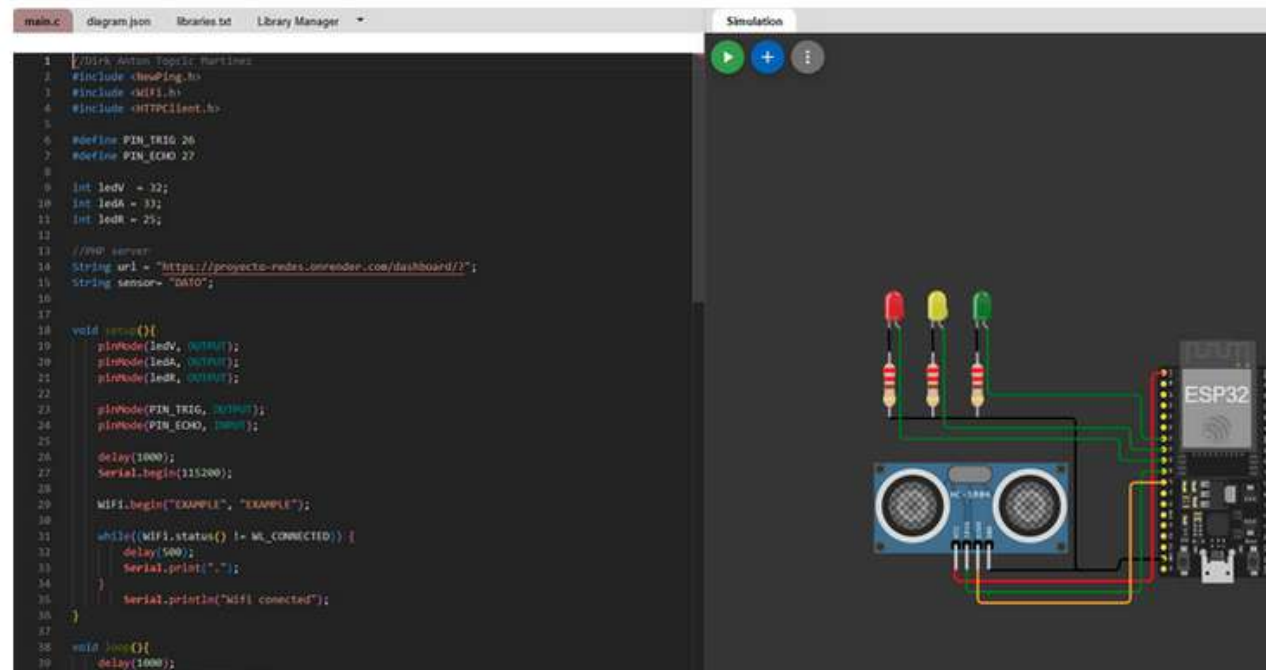 main.c diagram.json libraries.txt Library Manager
Simulation
1 //Dirk Anton Topcic Martinez
2 #include <NewPing.h>
3 #include <WiFi.h>
4 #include <HTTPClient.h>
5
6 #define PIN_TRIG 26
7 #define PIN_ECHO 27
8
9 int ledV = 32;
10 int ledA = 33;
11 int ledR = 25;
12
13 //PHP server
14 String url = "https://proyecto-redes.onrender.com/dashboard/?";
15 String sensor= "DATO";
16
17
18 void setup(){
19 pinMode(ledV, OUTPUT);
20 pinMode(ledA, OUTPUT);
21 pinMode(ledR, OUTPUT);
22
23 pinMode(PIN_TRIG, OUTPUT);
24 pinMode(PIN_ECHO, INPUT);
25
26 delay(1000);
27 Serial.begin(115200);
28
29 WiFi.begin("EXAMPLE", "EXAMPLE");
30
31 while((WiFi.status() != WL_CONNECTED)) {
32 delay(500);
33 Serial.print(".");
34 }
35 Serial.println("Wifi conected");
36 }
37
38 void loop(){
39 delay(1000);
ESP32